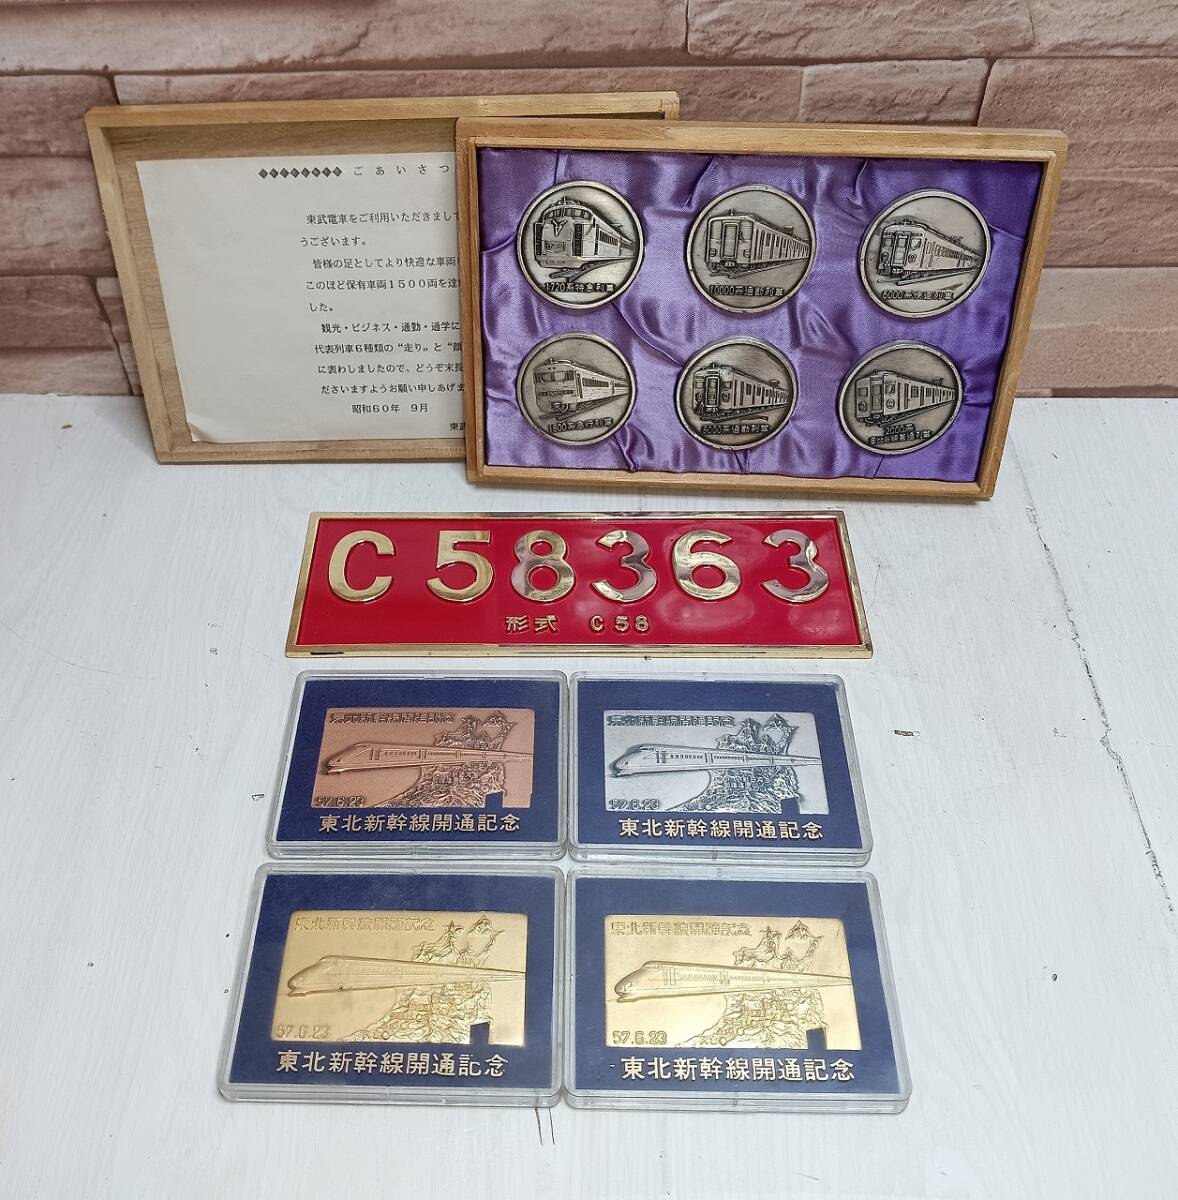 ◆◆◆◆◆◆◆◆ ごあいさつ
東武電車をご利用いただきまして
うございます。
皆様の足としてより快適な車両
このほど保有車両1500両を達
した。
観光・ビジネス・通勤・通学に
代表列車6種類の“走り”と
に表わしましたので、どうぞ末長
ださいますようお願い申しあげま
昭和60年 9月
東武
1720系特急列車
10000系通勤列車
6000系快速列車
1800系急行列車
8000系通勤列車
2000系
日比谷線直通列車
C58363
形式 C58
東北新幹線開通記念
57.6.23
東北新幹線開通記念
東北新幹線開通記念
57.6.23
東北新幹線開通記念
東北新幹線開通記念
57.6.23
東北新幹線開通記念
東北新幹線開通記念
57.6.23
東北新幹線開通記念